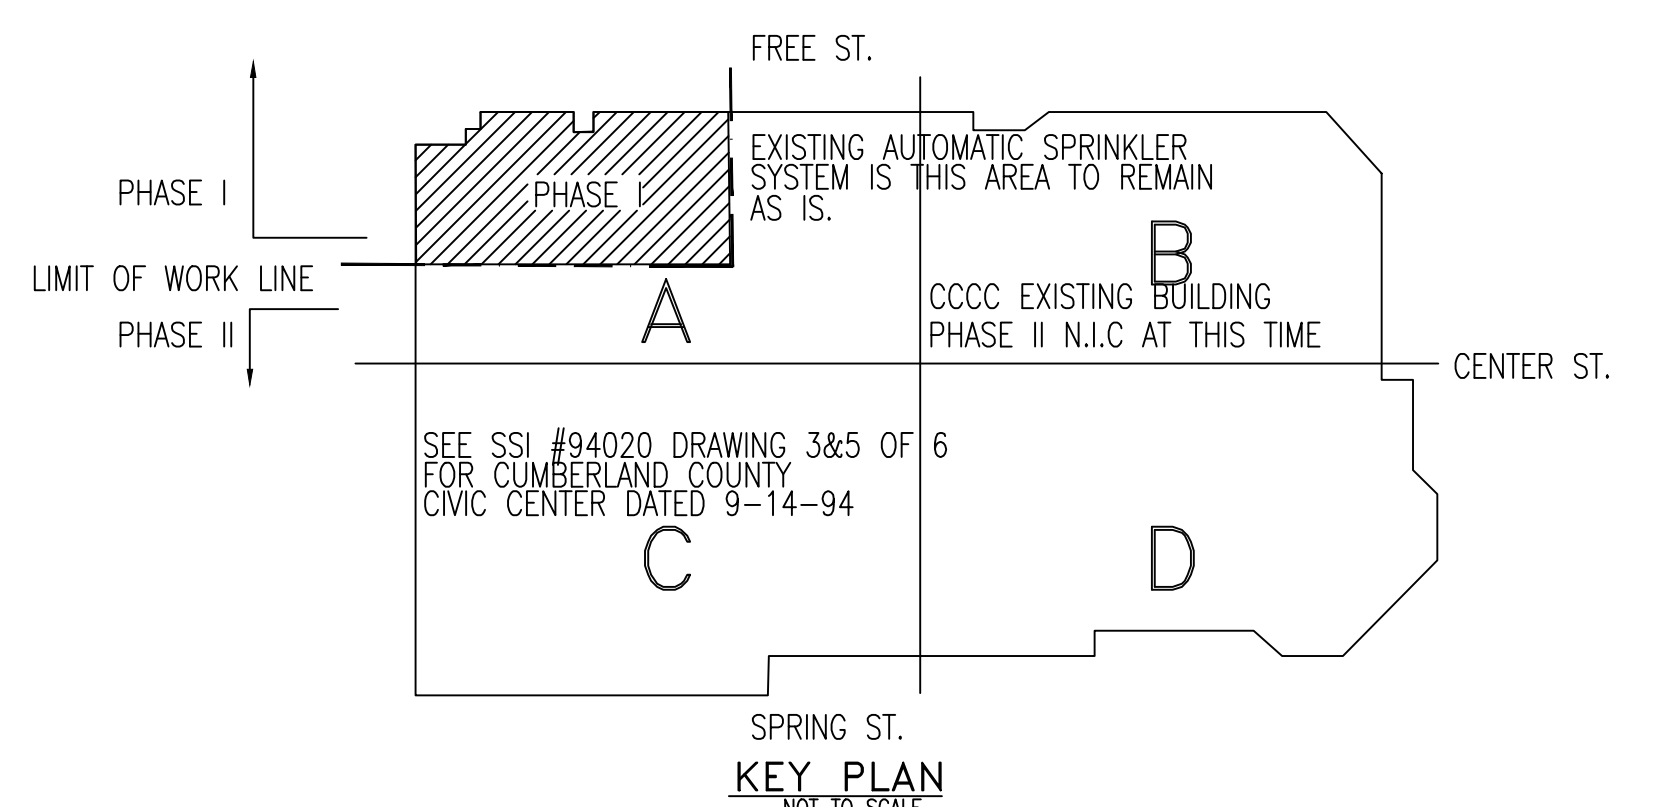 FREE ST.
EXISTING AUTOMATIC SPRINKLER
SYSTEM IS THIS AREA TO REMAIN
AS IS.
PHASE I
PHASE I
LIMIT OF WORK LINE
PHASE II
A
B
CCCC EXISTING BUILDING
PHASE II N.I.C AT THIS TIME
CENTER ST.
SEE SSI #94020 DRAWING 3&5 OF 6
FOR CUMBERLAND COUNTY
CIVIC CENTER DATED 9-14-94
C
D
SPRING ST.
KEY PLAN
NOT TO SCALE